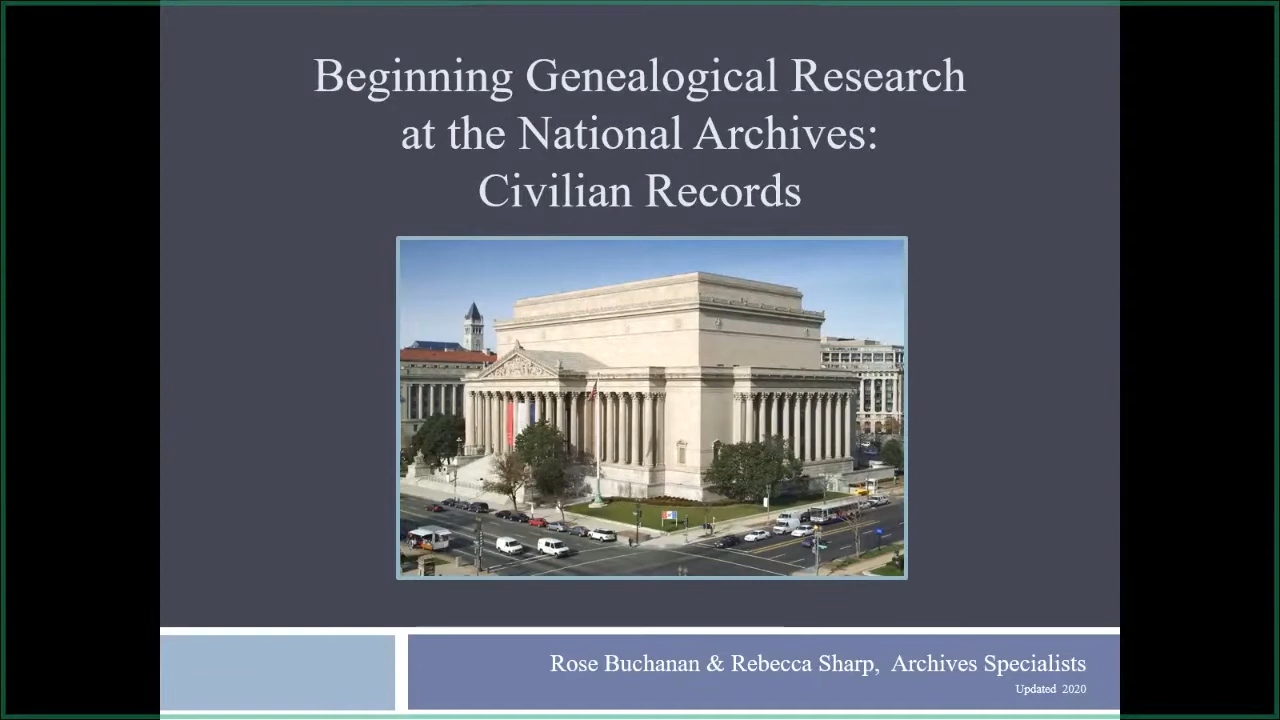 Beginning Genealogical Research
at the National Archives:
Civilian Records
Rose Buchanan & Rebecca Sharp, Archives Specialists
Updated 2020